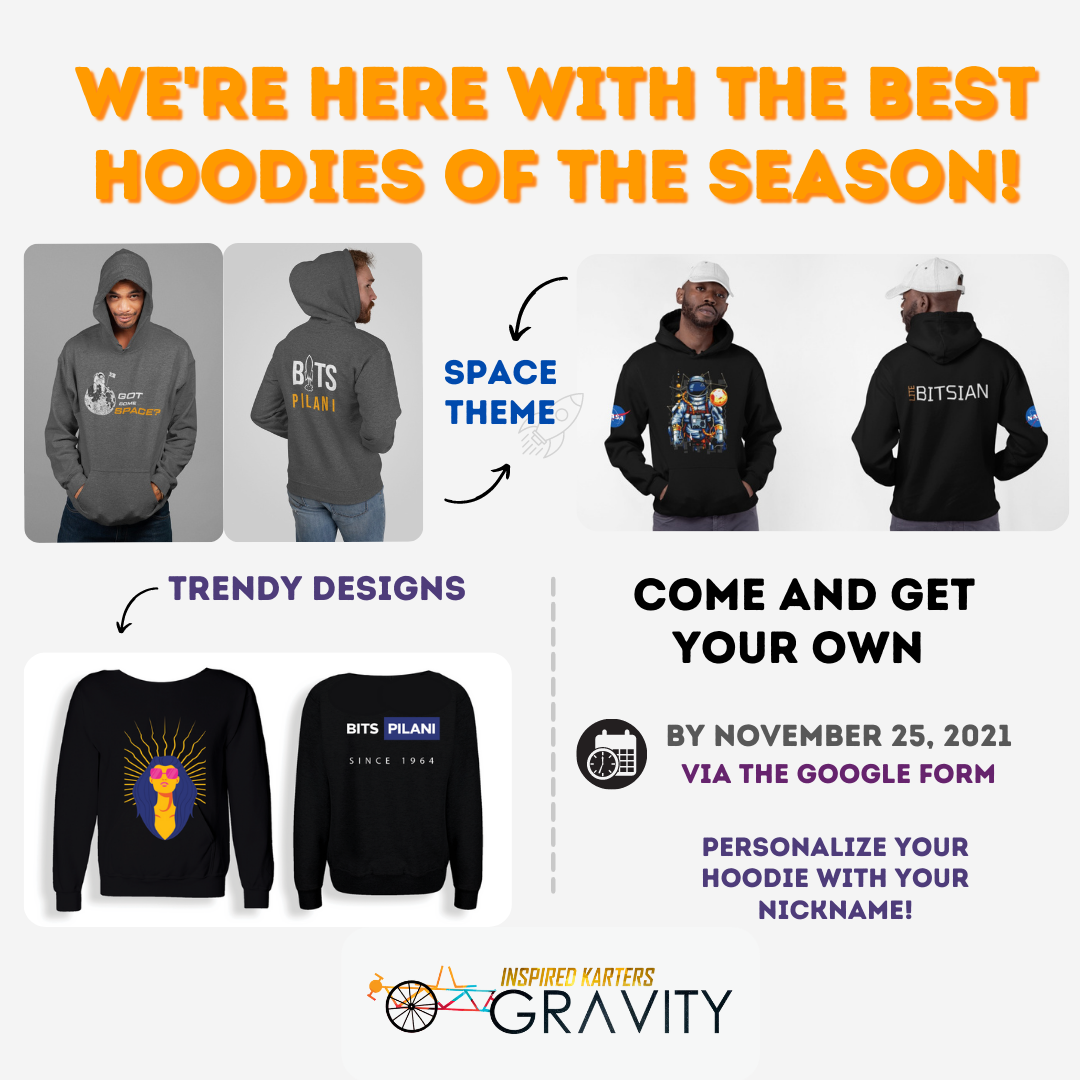 WE'RE HERE WITH THE BEST
HOODIES OF THE SEASON!
GOT
SOME
SPACE?
BITS
PILANI
SPACE
THEME
NASA
BITSIAN
NASA
TRENDY DESIGNS
BITS PILANI
SINCE 1964
COME AND GET
YOUR OWN
BY NOVEMBER 25, 2021
VIA THE GOOGLE FORM
PERSONALIZE YOUR
HOODIE WITH YOUR
NICKNAME!
INSPIRED KARTERS
GRAVITY